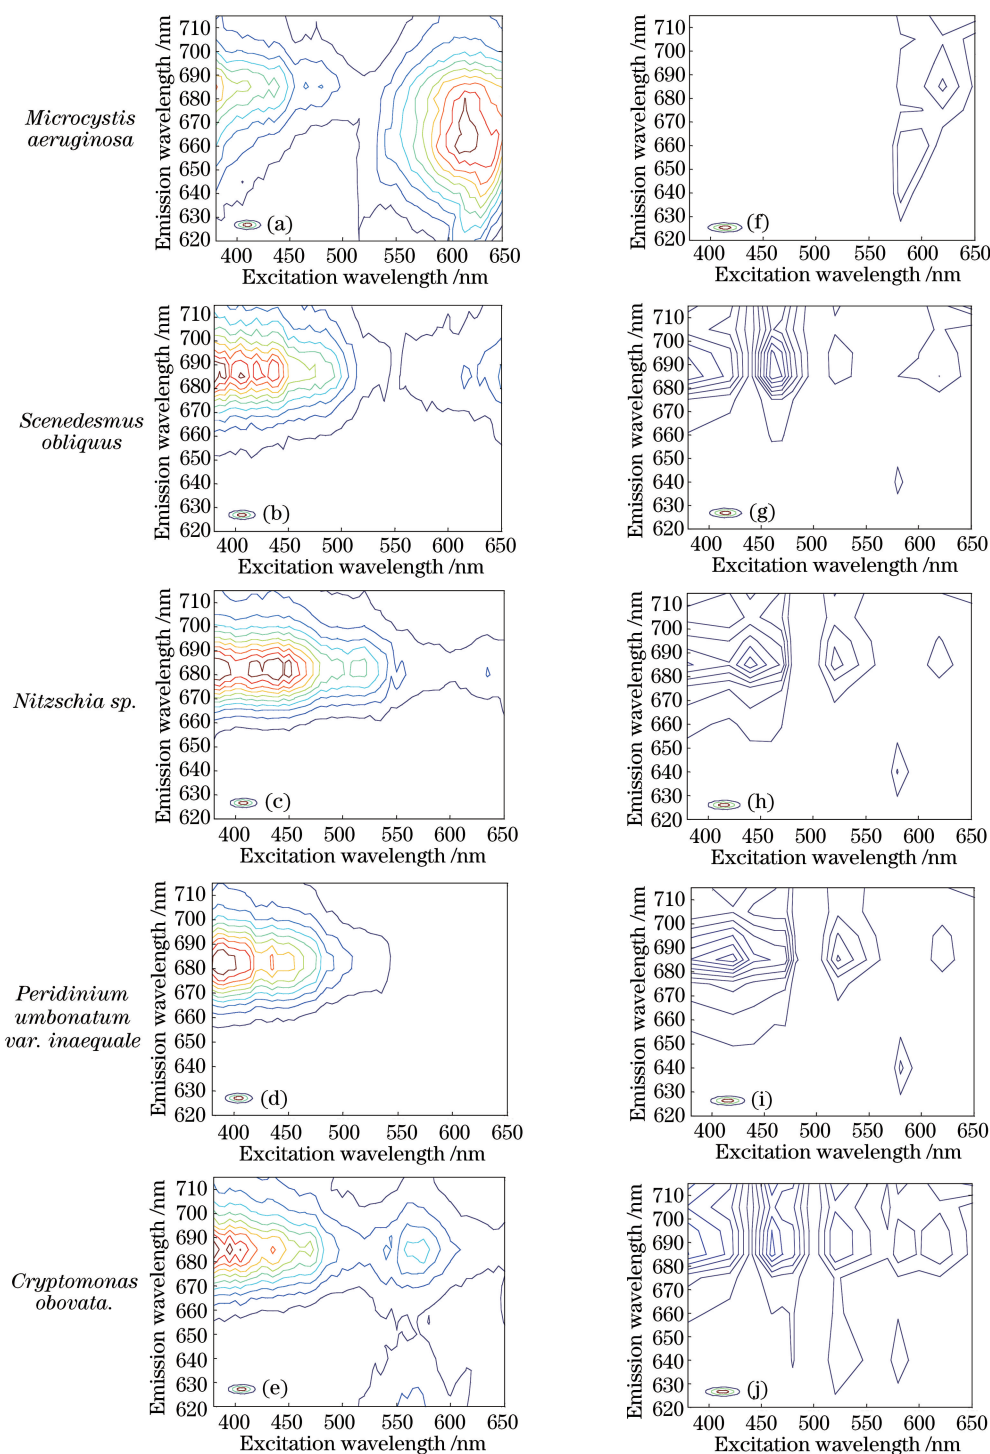 Microcystis
aeruginosa
Emission wavelength /nm
710
700
690
680
670
660
650
640
630
620
(a)
400 450 500 550 600 650
Excitation wavelength /nm
Emission wavelength /nm
710
700
690
680
670
660
650
640
630
620
(f)
400 450 500 550 600 650
Excitation wavelength /nm
Scenedesmus
obliquus
Emission wavelength /nm
710
700
690
680
670
660
650
640
630
620
(b)
400 450 500 550 600 650
Excitation wavelength /nm
Emission wavelength /nm
710
700
690
680
670
660
650
640
630
620
(g)
400 450 500 550 600 650
Excitation wavelength /nm
Nitzschia sp.
Emission wavelength /nm
710
700
690
680
670
660
650
640
630
620
(c)
400 450 500 550 600 650
Excitation wavelength /nm
Emission wavelength /nm
710
700
690
680
670
660
650
640
630
620
(h)
400 450 500 550 600 650
Excitation wavelength /nm
Peridinium
umbonatum
var. inaequale
Emission wavelength /nm
710
700
690
680
670
660
650
640
630
620
(d)
400 450 500 550 600 650
Excitation wavelength /nm
Emission wavelength /nm
710
700
690
680
670
660
650
640
630
620
(i)
400 450 500 550 600 650
Excitation wavelength /nm
Cryptomonas
obovata.
Emission wavelength /nm
710
700
690
680
670
660
650
640
630
620
(e)
400 450 500 550 600 650
Excitation wavelength /nm
Emission wavelength /nm
710
700
690
680
670
660
650
640
630
620
(j)
400 450 500 550 600 650
Excitation wavelength /nm